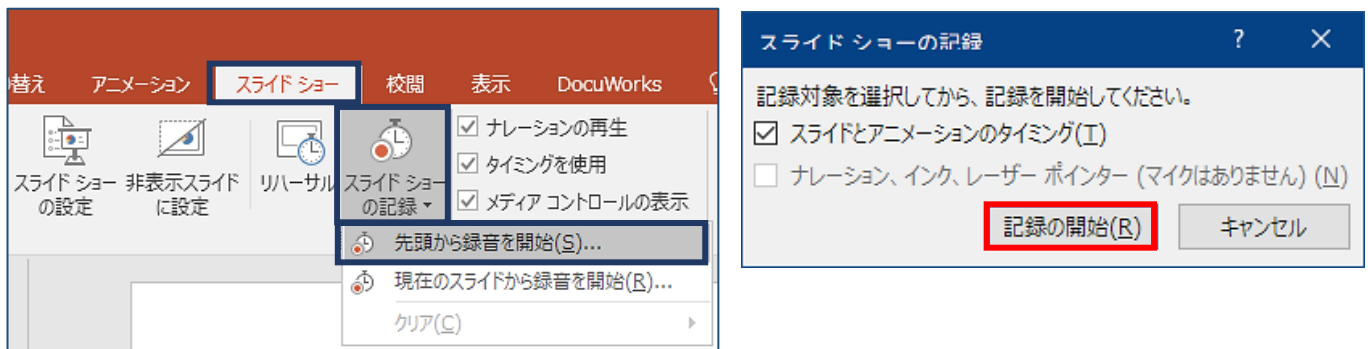 替え アニメーション スライド ショー 校閲 表示 DocuWorks
スライド ショー
の設定
非表示スライド
に設定
リハーサル
スライド ショー
の記録
ナレーションの再生
タイミングを使用
メディア コントロールの表示
先頭から録音を開始(S)...
現在のスライドから録音を開始(R)...
クリア(C)
スライド ショーの記録 ?
記録対象を選択してから、記録を開始してください。
スライドとアニメーションのタイミング(T)
ナレーション、インク、レーザー ポインター (マイクはありません) (N)
記録の開始(R) キャンセル